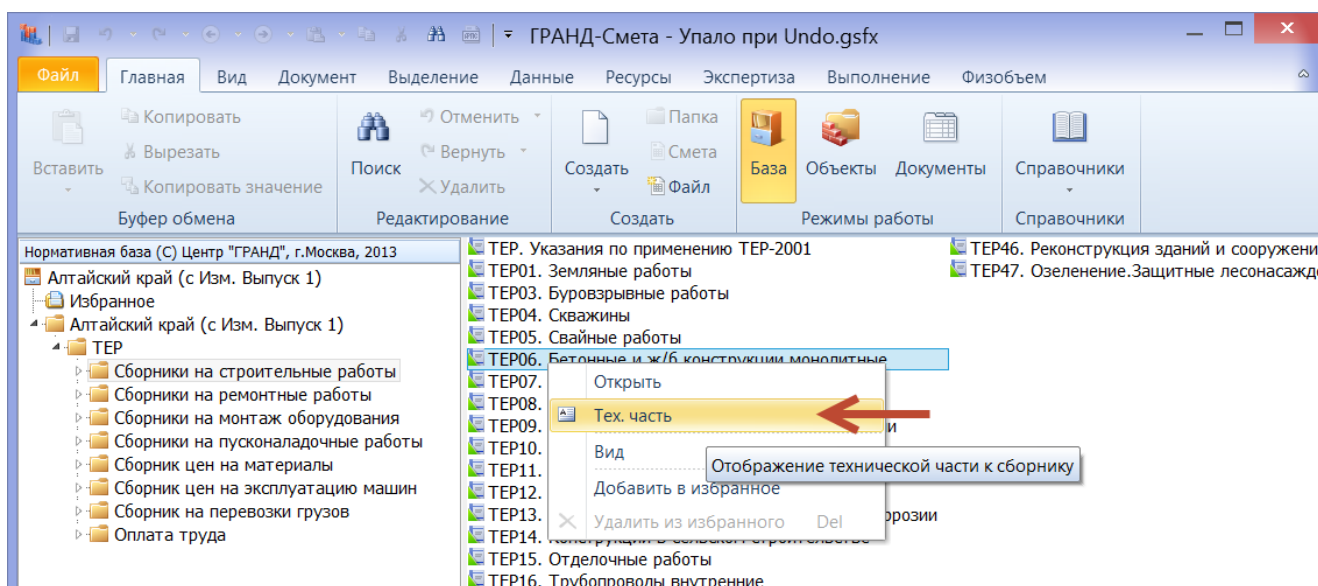 ГРАНД-Смета - Упало при Undo.gsfx
Файл Главная Вид Документ Выделение Данные Ресурсы Экспертиза Выполнение Физобъем
Вставить
Копировать
Вырезать
Копировать значение
Буфер обмена
Поиск
Отменить
Вернуть
Удалить
Редактирование
Создать
Папка
Смета
Файл
Создать
База
Объекты
Документы
Режимы работы
Справочники
Справочники
Нормативная база (С) Центр "ГРАНД", г.Москва, 2013
Алтайский край (с Изм. Выпуск 1)
Избранное
Алтайский край (с Изм. Выпуск 1)
ТЕР
Сборники на строительные работы
Сборники на ремонтные работы
Сборники на монтаж оборудования
Сборники на пусконаладочные работы
Сборник цен на материалы
Сборник цен на эксплуатацию машин
Сборник на перевозки грузов
Оплата труда
ТЕР. Указания по применению ТЕР-2001
ТЕР01. Земляные работы
ТЕР03. Буровзрывные работы
ТЕР04. Скважины
ТЕР05. Свайные работы
ТЕР06. Бетонные и ж/б конструкции монолитные
ТЕР07.
ТЕР08.
ТЕР09.
ТЕР10.
ТЕР11.
ТЕР12.
ТЕР13.
ТЕР14.
ТЕР15. Отделочные работы
ТЕР16. Трубопроводы внутренние
ТЕР46. Реконструкция зданий и сооружени
ТЕР47. Озеленение.Защитные лесонасажд
Открыть
Тех. часть
Вид
Добавить в избранное
Удалить из избранного Del
Отображение технической части к сборнику